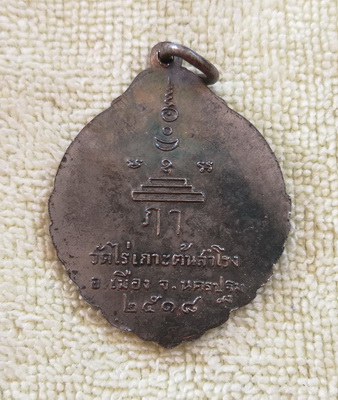 ภา
วัดไร่เกาะต้นสำโรง
อ.เมือง จ.นครปฐม
๒๕๑๘